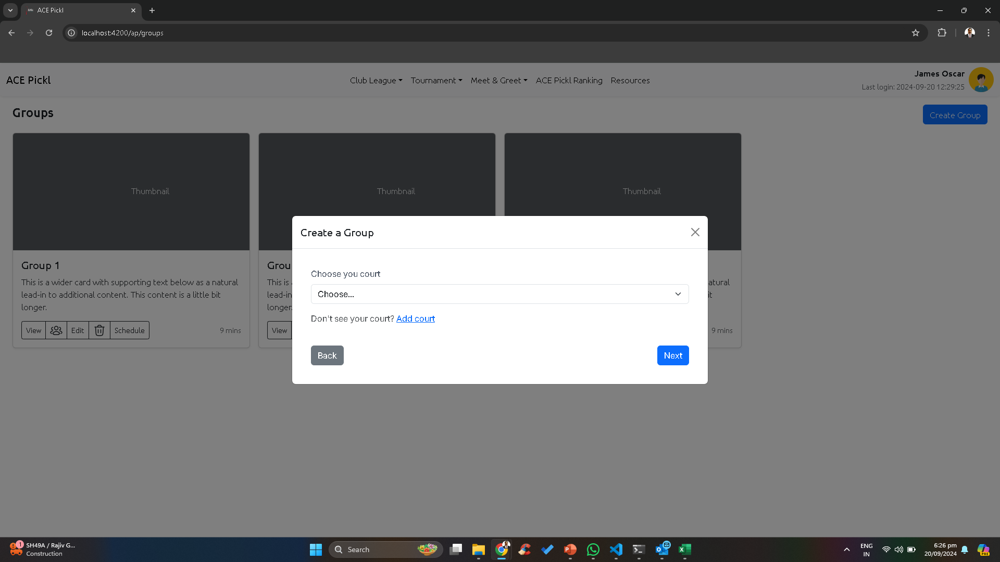 ACE Pickl
localhost:4200/ap/groups
ACE Pickl
Club League
Tournament
Meet & Greet
ACE Pickl Ranking
Resources
James Oscar
Last login: 2024-09-20 12:29:25
Groups
Create Group
Thumbnail
Thumbnail
Thumbnail
Create a Group
Choose you court
Choose...
Don't see your court? Add court
Back
Next
Group 1
This is a wider card with supporting text below as a natural
lead-in to additional content. This content is a little bit
longer.
View
Edit
Schedule
9 mins
Grou
This is
lead-in
longer.
View
atural
it
9 mins
1
SH49A / Rajiv G...
Construction
Search
ENG
IN
6:26 pm
20/09/2024
PRE